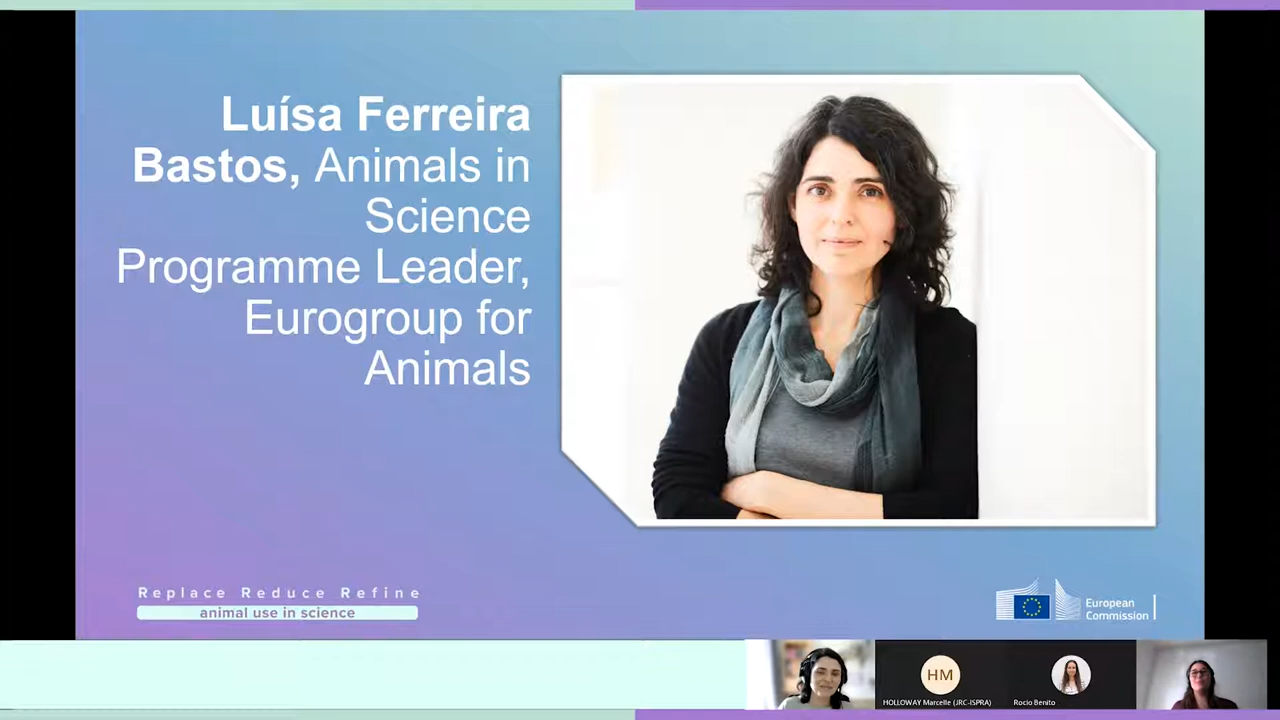 Luísa Ferreira
Bastos, Animals in
Science
Programme Leader,
Eurogroup for
Animals
Replace Reduce Refine
animal use in science
European
Commission
HM
HOLLOWAY Marcelle (JRC-ISPRA)
Rocio Benito